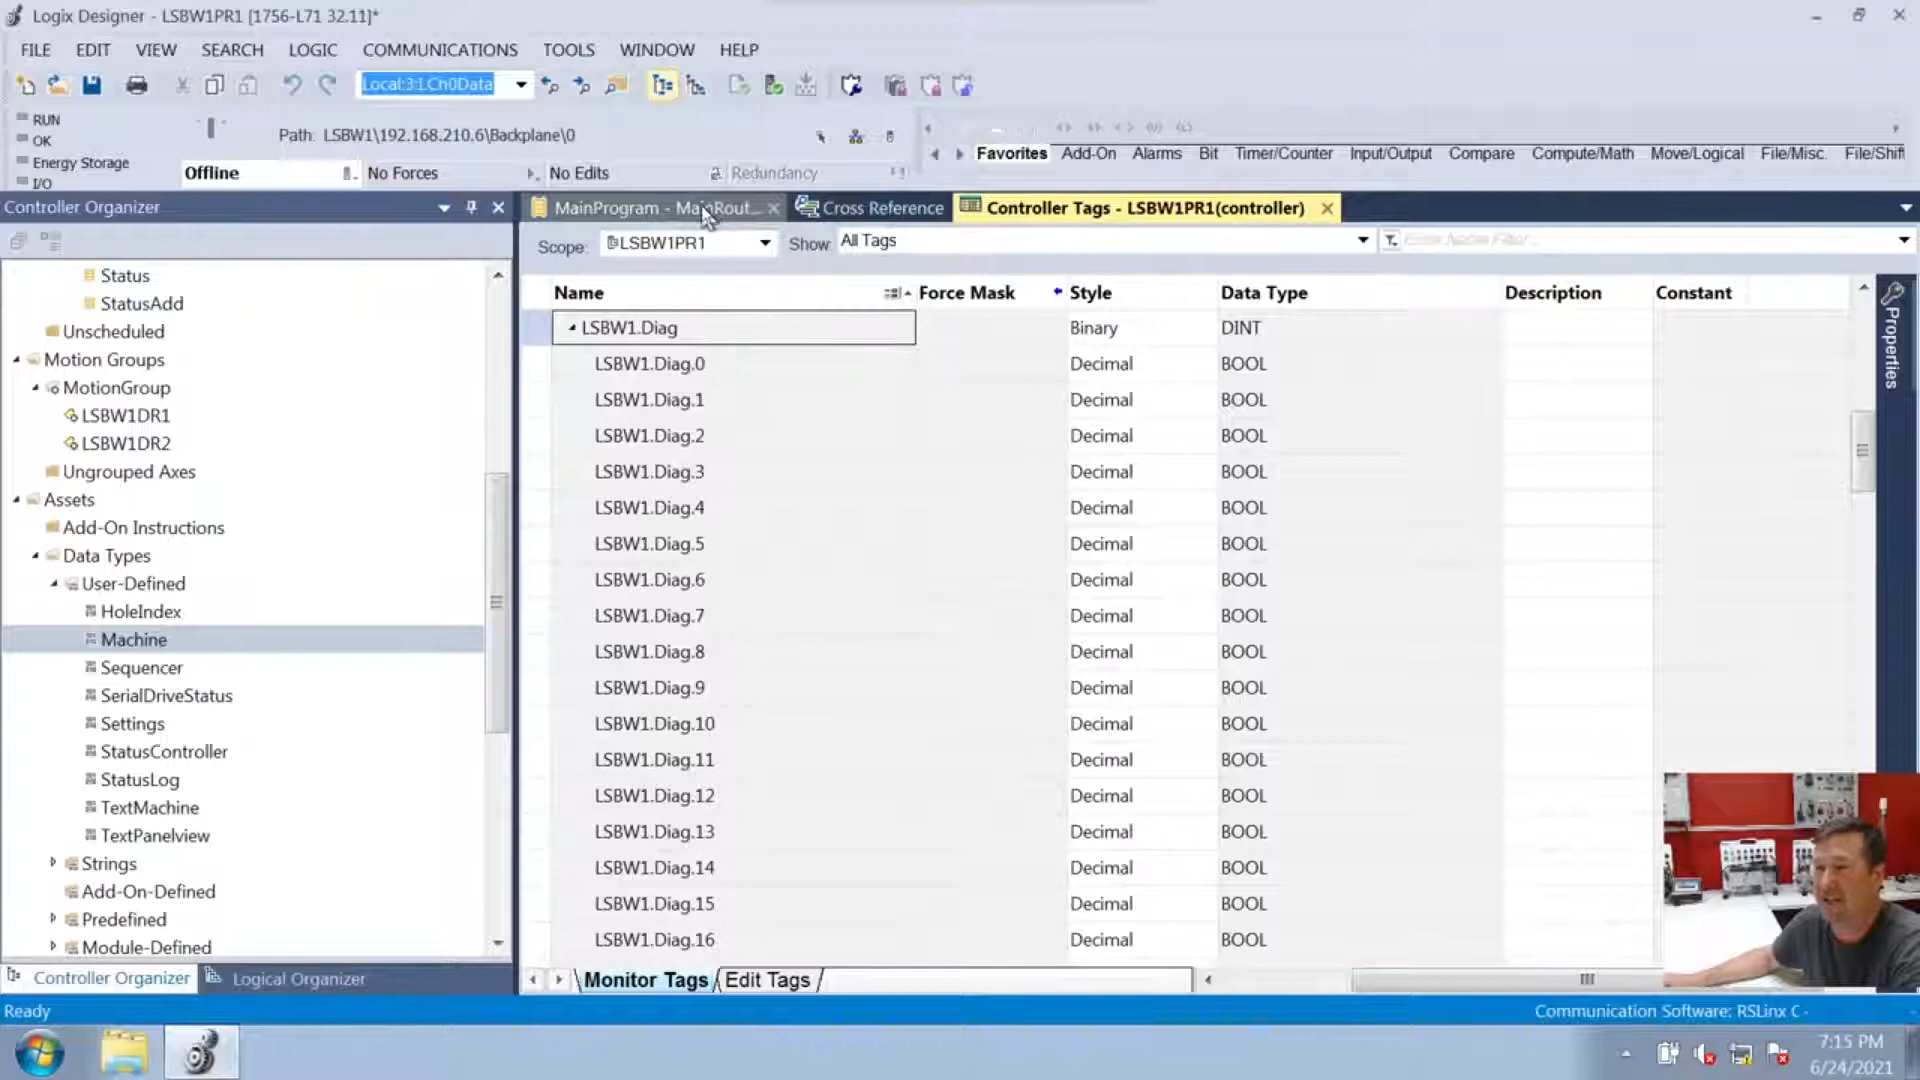 Logix Designer - LSBW1PR1 [1756-L71 32.11]*
FILE EDIT VIEW SEARCH LOGIC COMMUNICATIONS TOOLS WINDOW HELP
Local:3:I.Ch0Data
RUN
OK
Energy Storage
I/O
Path: LSBW1\192.168.210.6\Backplane\0
Offline No Forces No Edits Redundancy
Favorites Add-On Alarms Bit Timer/Counter Input/Output Compare Compute/Math Move/Logical File/Misc. File/Shift
Controller Organizer
MainProgram - MainRout... Cross Reference Controller Tags - LSBW1PR1(controller)
Scope: LSBW1PR1 Show: All Tags Enter Name Filter...
Status
StatusAdd
Unscheduled
Motion Groups
MotionGroup
LSBW1DR1
LSBW1DR2
Ungrouped Axes
Assets
Add-On Instructions
Data Types
User-Defined
HoleIndex
Machine
Sequencer
SerialDriveStatus
Settings
StatusController
StatusLog
TextMachine
TextPanelview
Strings
Add-On-Defined
Predefined
Module-Defined
Controller Organizer Logical Organizer
Name Force Mask Style Data Type Description Constant
LSBW1.Diag Binary DINT
LSBW1.Diag.0 Decimal BOOL
LSBW1.Diag.1 Decimal BOOL
LSBW1.Diag.2 Decimal BOOL
LSBW1.Diag.3 Decimal BOOL
LSBW1.Diag.4 Decimal BOOL
LSBW1.Diag.5 Decimal BOOL
LSBW1.Diag.6 Decimal BOOL
LSBW1.Diag.7 Decimal BOOL
LSBW1.Diag.8 Decimal BOOL
LSBW1.Diag.9 Decimal BOOL
LSBW1.Diag.10 Decimal BOOL
LSBW1.Diag.11 Decimal BOOL
LSBW1.Diag.12 Decimal BOOL
LSBW1.Diag.13 Decimal BOOL
LSBW1.Diag.14 Decimal BOOL
LSBW1.Diag.15 Decimal BOOL
LSBW1.Diag.16 Decimal BOOL
Properties
Monitor Tags Edit Tags
Ready
Communication Software: RSLinx C
7:15 PM
6/24/2021